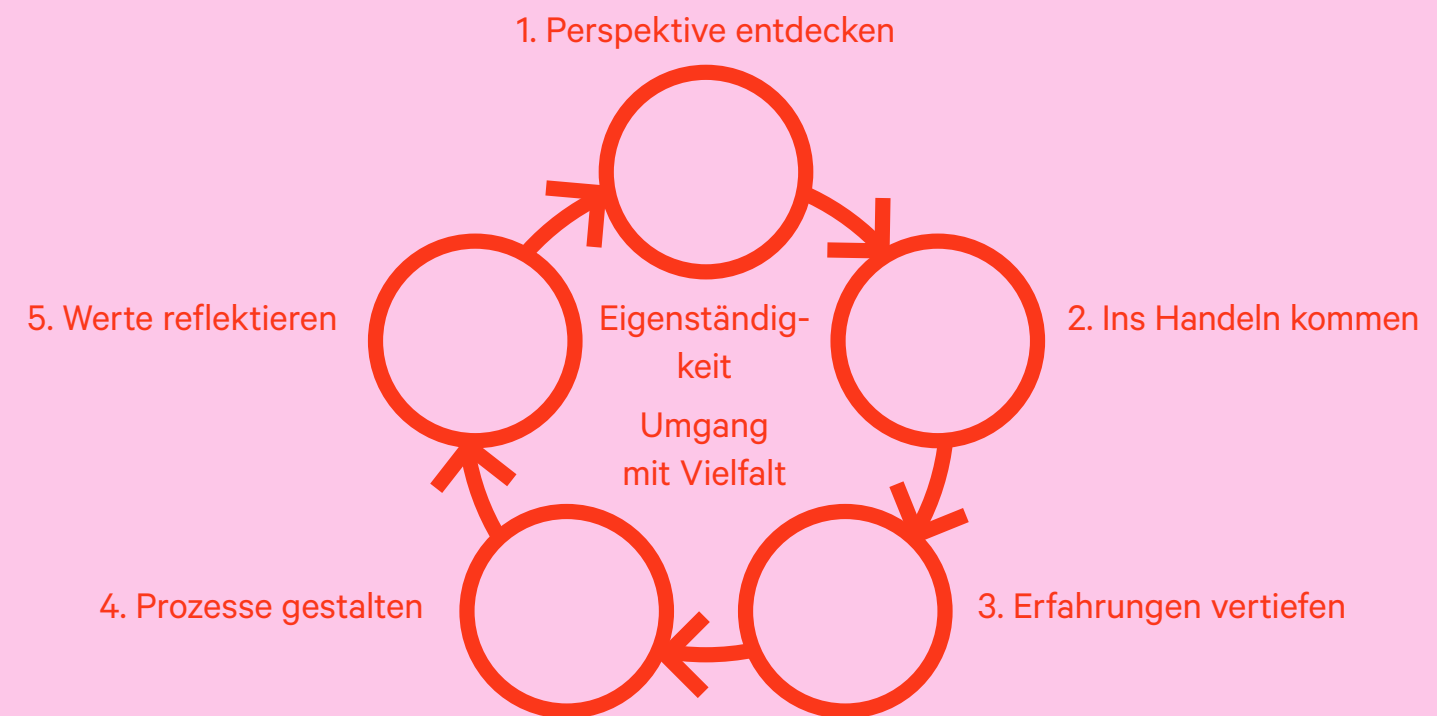 1. Perspektive entdecken
5. Werte reflektieren
Eigenständig-
keit
2. Ins Handeln kommen
Umgang
mit Vielfalt
4. Prozesse gestalten
3. Erfahrungen vertiefen